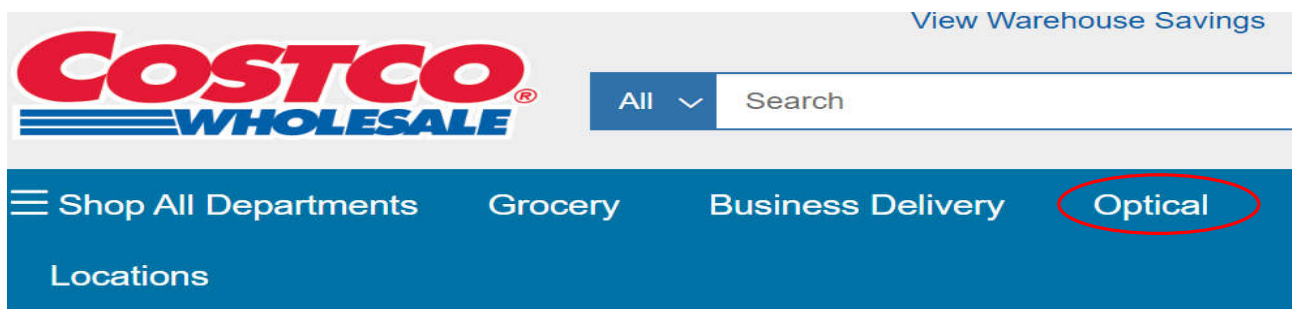 View Warehouse Savings
COSTCO®
WHOLESALE
All Search
Shop All Departments Grocery Business Delivery Optical
Locations